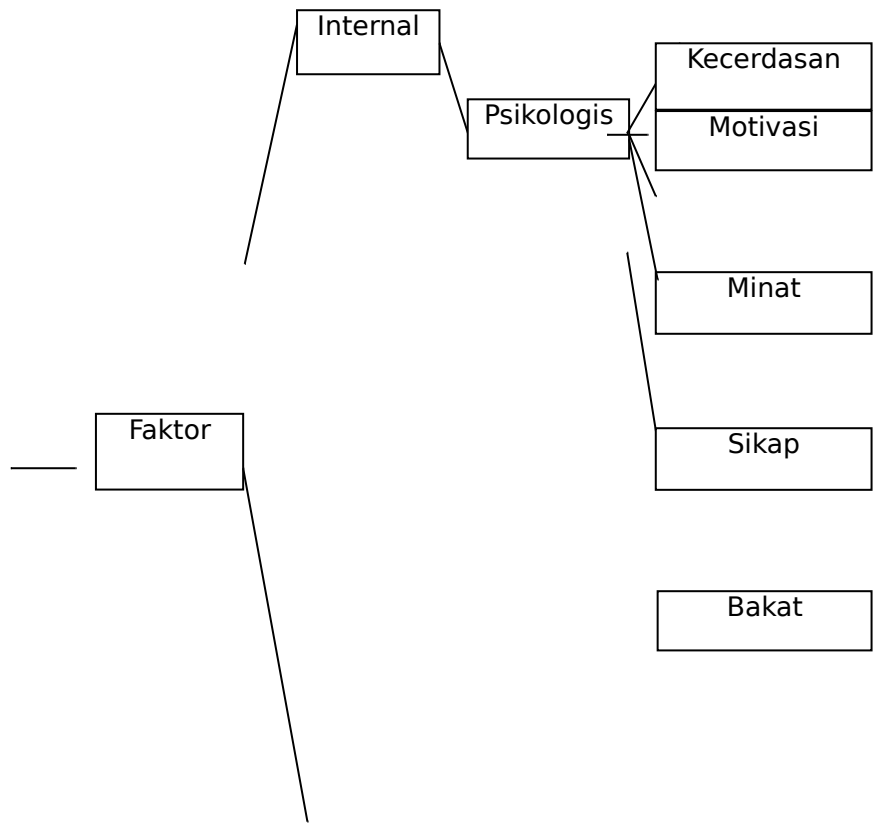 Internal
Kecerdasan
Psikologis
Motivasi
Minat
Faktor
Sikap
Bakat